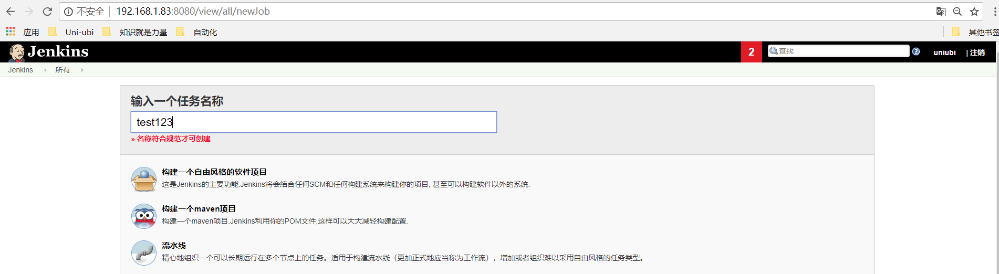 不安全 192.168.1.83:8080/view/all/newJob
应用 Uni-ubi 知识就是力量 自动化 其他书签
Jenkins 2 查找 uniubi | 注销
Jenkins 所有
输入一个任务名称
test123
» 名称符合规范才可创建
构建一个自由风格的软件项目
这是Jenkins的主要功能.Jenkins将会结合任何SCM和任何构建系统来构建你的项目, 甚至可以构建软件以外的系统.
构建一个maven项目
构建一个maven项目.Jenkins利用你的POM文件,这样可以大大减轻构建配置.
流水线
精心地组织一个可以长期运行在多个节点上的任务。适用于构建流水线（更加正式地应当称为工作流），增加或者组织难以采用自由风格的任务类型。